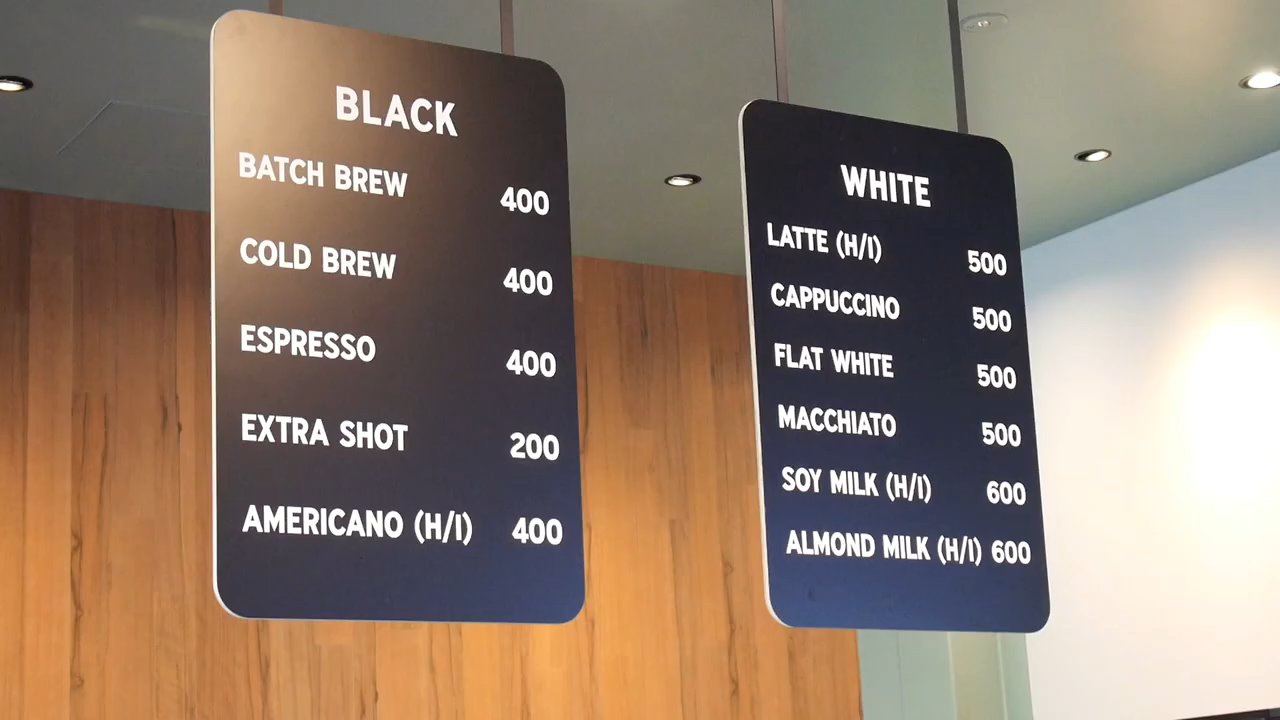 BLACK
BATCH BREW 400
COLD BREW 400
ESPRESSO 400
EXTRA SHOT 200
AMERICANO (H/I) 400
WHITE
LATTE (H/I) 500
CAPPUCCINO 500
FLAT WHITE 500
MACCHIATO 500
SOY MILK (H/I) 600
ALMOND MILK (H/I) 600